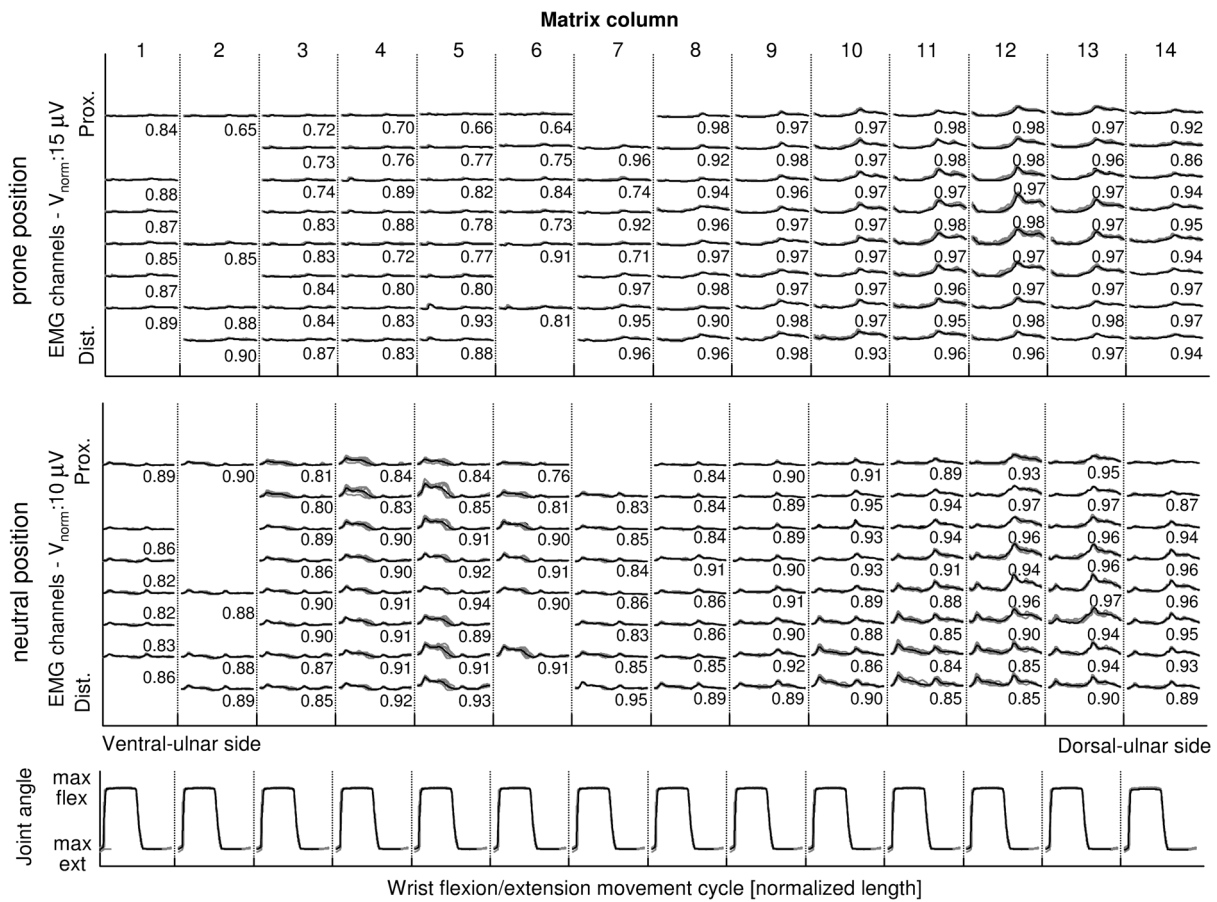 Matrix column
1 2 3 4 5 6 7 8 9 10 11 12 13 14
prone position
EMG channels - Vnorm:15 µV
Prox.
Dist.
0.84 0.65 0.72 0.70 0.66 0.64 0.98 0.97 0.97 0.98 0.98 0.97 0.92
0.73 0.76 0.77 0.75 0.96 0.92 0.98 0.97 0.98 0.98 0.96 0.86
0.88 0.74 0.89 0.82 0.84 0.74 0.94 0.96 0.97 0.97 0.97 0.97 0.94
0.87 0.83 0.88 0.78 0.73 0.92 0.96 0.97 0.97 0.98 0.98 0.97 0.95
0.85 0.85 0.83 0.72 0.77 0.91 0.71 0.97 0.97 0.97 0.97 0.97 0.97 0.94
0.87 0.84 0.80 0.80 0.97 0.98 0.97 0.97 0.96 0.97 0.97 0.97
0.89 0.88 0.84 0.83 0.93 0.81 0.95 0.90 0.98 0.97 0.95 0.98 0.98 0.97
0.90 0.87 0.83 0.88 0.96 0.96 0.98 0.93 0.96 0.96 0.97 0.94
neutral position
EMG channels - Vnorm:10 µV
Prox.
Dist.
0.89 0.90 0.81 0.84 0.84 0.76 0.84 0.90 0.91 0.89 0.93 0.95
0.80 0.83 0.85 0.81 0.83 0.84 0.89 0.95 0.94 0.97 0.97 0.87
0.86 0.89 0.90 0.91 0.90 0.85 0.84 0.89 0.93 0.94 0.96 0.96 0.94
0.82 0.86 0.90 0.92 0.91 0.84 0.91 0.90 0.93 0.91 0.94 0.96 0.96
0.82 0.88 0.90 0.91 0.94 0.90 0.86 0.86 0.91 0.89 0.88 0.96 0.97 0.96
0.83 0.90 0.91 0.89 0.83 0.86 0.90 0.88 0.85 0.90 0.94 0.95
0.86 0.88 0.87 0.91 0.91 0.91 0.85 0.85 0.92 0.86 0.84 0.85 0.94 0.93
0.89 0.85 0.92 0.93 0.95 0.89 0.89 0.90 0.85 0.85 0.90 0.89
Ventral-ulnar side Dorsal-ulnar side
Joint angle
max
flex
max
ext
Wrist flexion/extension movement cycle [normalized length]